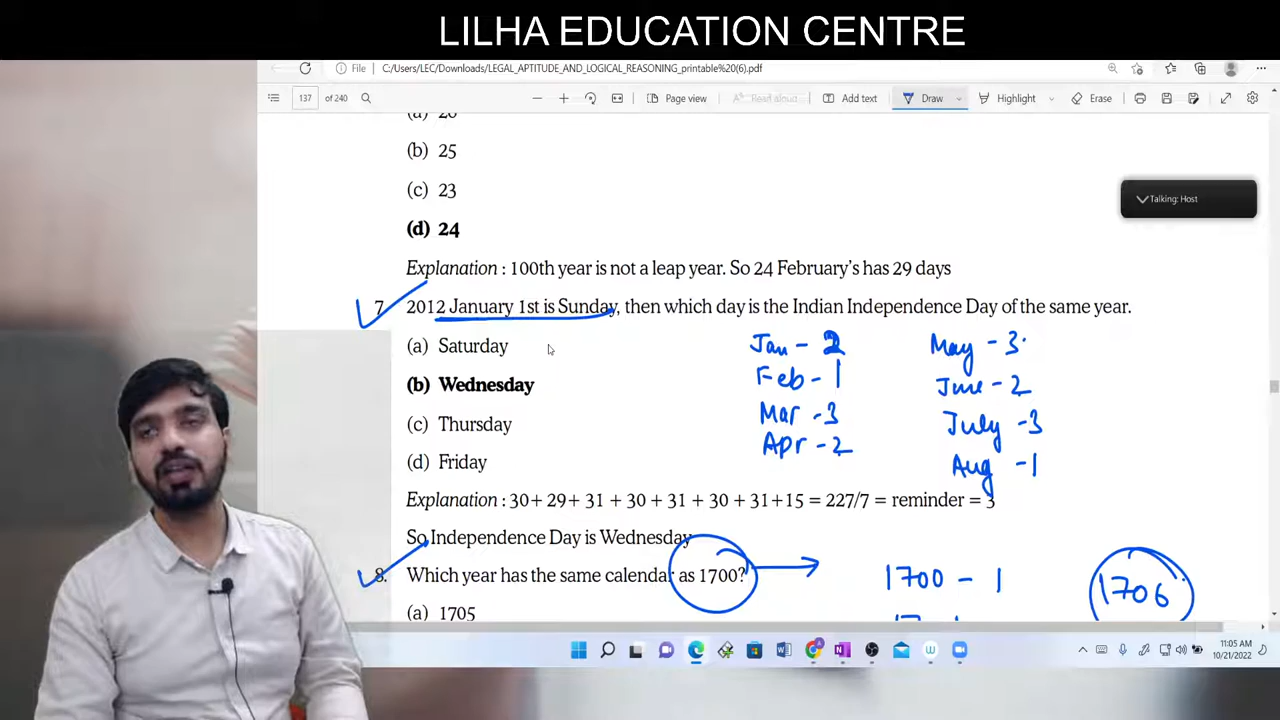 LILHA EDUCATION CENTRE
File C:/Users/LEC/Downloads/LEGAL_APTITUDE_AND_LOGICAL_REASONING_printable%20(6).pdf
137 of 240 Page view Read aloud Add text Draw Highlight Erase
(b) 25
(c) 23
(d) 24
Talking: Host
Explanation : 100th year is not a leap year. So 24 February's has 29 days
7 2012 January 1st is Sunday, then which day is the Indian Independence Day of the same year.
(a) Saturday
(b) Wednesday
(c) Thursday
(d) Friday
Jan - 2 May - 3
Feb - 1 June - 2
Mar - 3 July - 3
Apr - 2 Aug - 1
Explanation : 30+ 29+ 31 + 30 + 31 + 30 + 31+15 = 227/7 = reminder = 3
So Independence Day is Wednesday
8. Which year has the same calendar as 1700? 1700 - 1 1706
(a) 1705
11:05 AM
10/21/2022